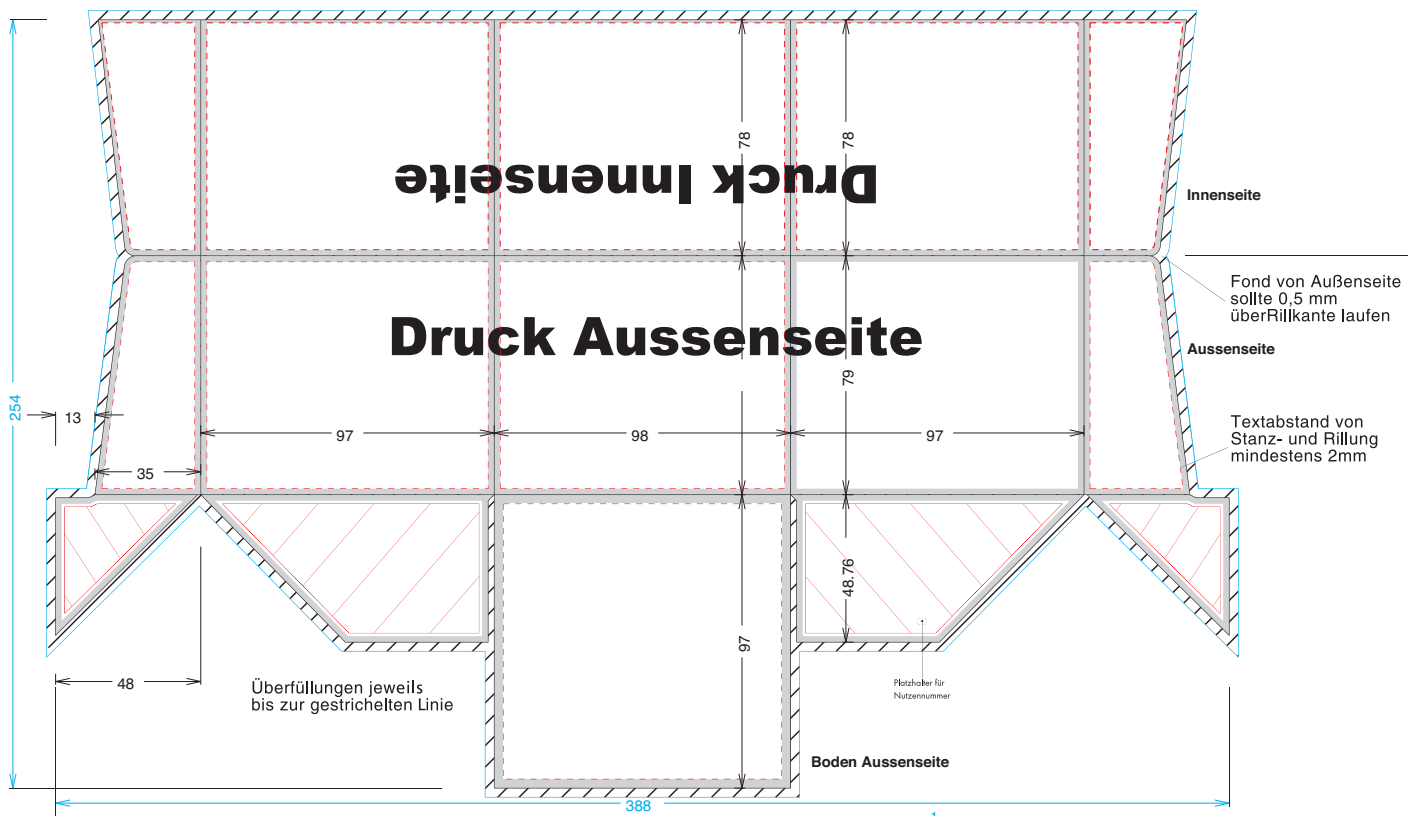 78
78
Druck Innenseite
Innenseite
Fond von Außenseite
sollte 0,5 mm
überRillkante laufen
Druck Aussenseite
Aussenseite
79
254
13
97
98
97
Textabstand von
Stanz- und Rillung
mindestens 2mm
35
48.76
97
48
Überfüllungen jeweils
bis zur gestrichelten Linie
Platzhalter für
Nutzennummer
Boden Aussenseite
388